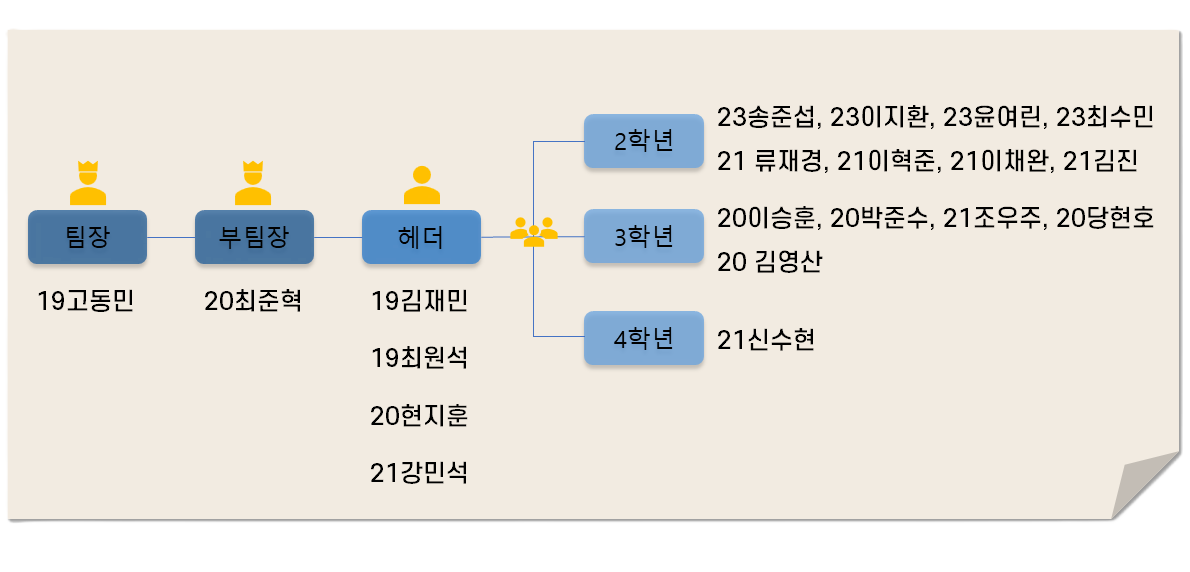 팀장
19고동민
부팀장
20최준혁
헤더
19김재민
19최원석
20현지훈
21강민석
2학년
23송준섭, 23이지환, 23윤여린, 23최수민
21 류재경, 21이혁준, 21이채완, 21김진
3학년
20이승훈, 20박준수, 21조우주, 20당현호
20 김영산
4학년
21신수현